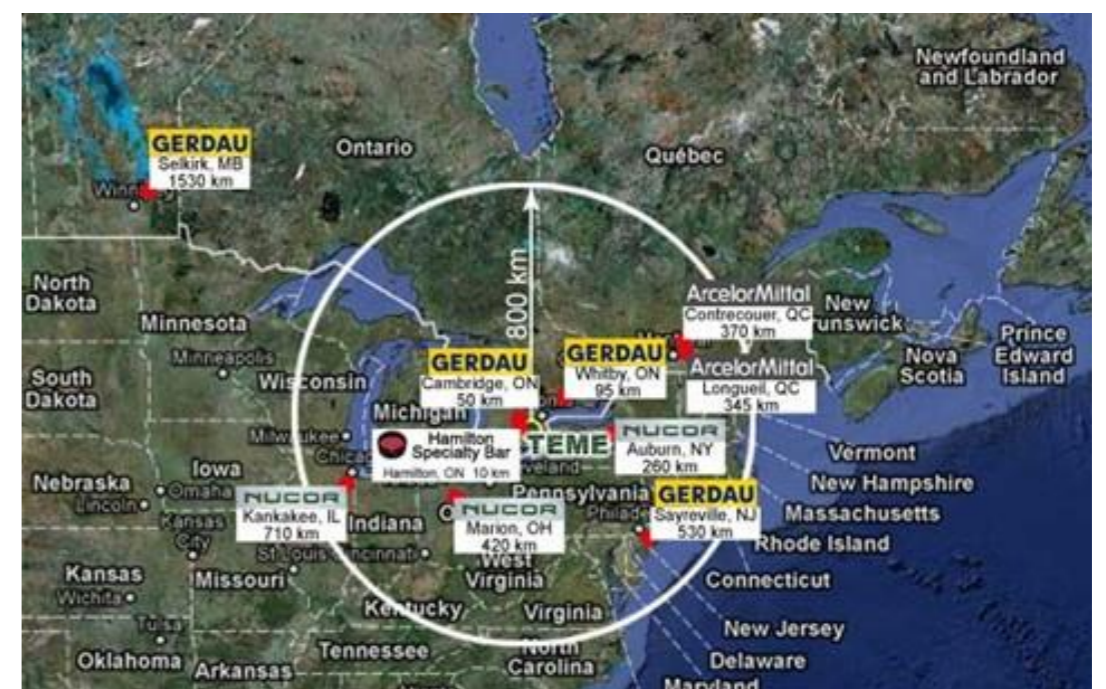 Newfoundland
and Labrador
GERDAU
Selkirk, MB
1530 km
Ontario
Québec
North
Dakota
Minnesota
800 km
ArcelorMittal
Contrecouer, QC
370 km
New
runswick
Prince
Edward
Island
Nova
Scotia
Minneapolis
South
Dakota
Wisconsin
GERDAU
Cambridge, ON
50 km
GERDAU
Whitby, ON
95 km
ArcelorMittal
Longueil, QC
345 km
Michigan
Milwaukee
Hamilton
Specialty Bar
Hamilton, ON 10 km
TEME
NUCOR
Auburn, NY
260 km
Vermont
Iowa
Nebraska
Lincoln
Omaha
Pennsylvania
New Hampshire
NUCOR
Kankakee, IL
710 km
Indiana
NUCOR
Marion, OH
420 km
GERDAU
Sayreville, NJ
530 km
Massachusetts
Rhode Island
Kansas
City
St Louis
Kansas
Missouri
West
Virginia
Connecticut
Wichita
Kentucky
Virginia
New Jersey
Tulsa
Oklahoma
Arkansas
Tennessee
North
Carolina
Delaware
Maryland